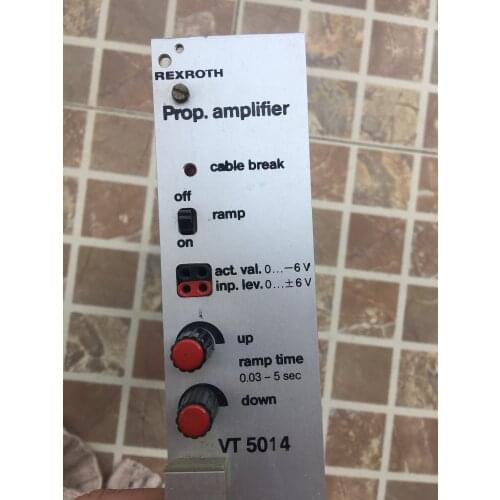 REXROTH
Prop. amplifier
cable break
off
ramp
on
act. val. 0...−6 V
inp. lev. 0...±6 V
up
ramp time
0.03 – 5 sec
down
VT 5014